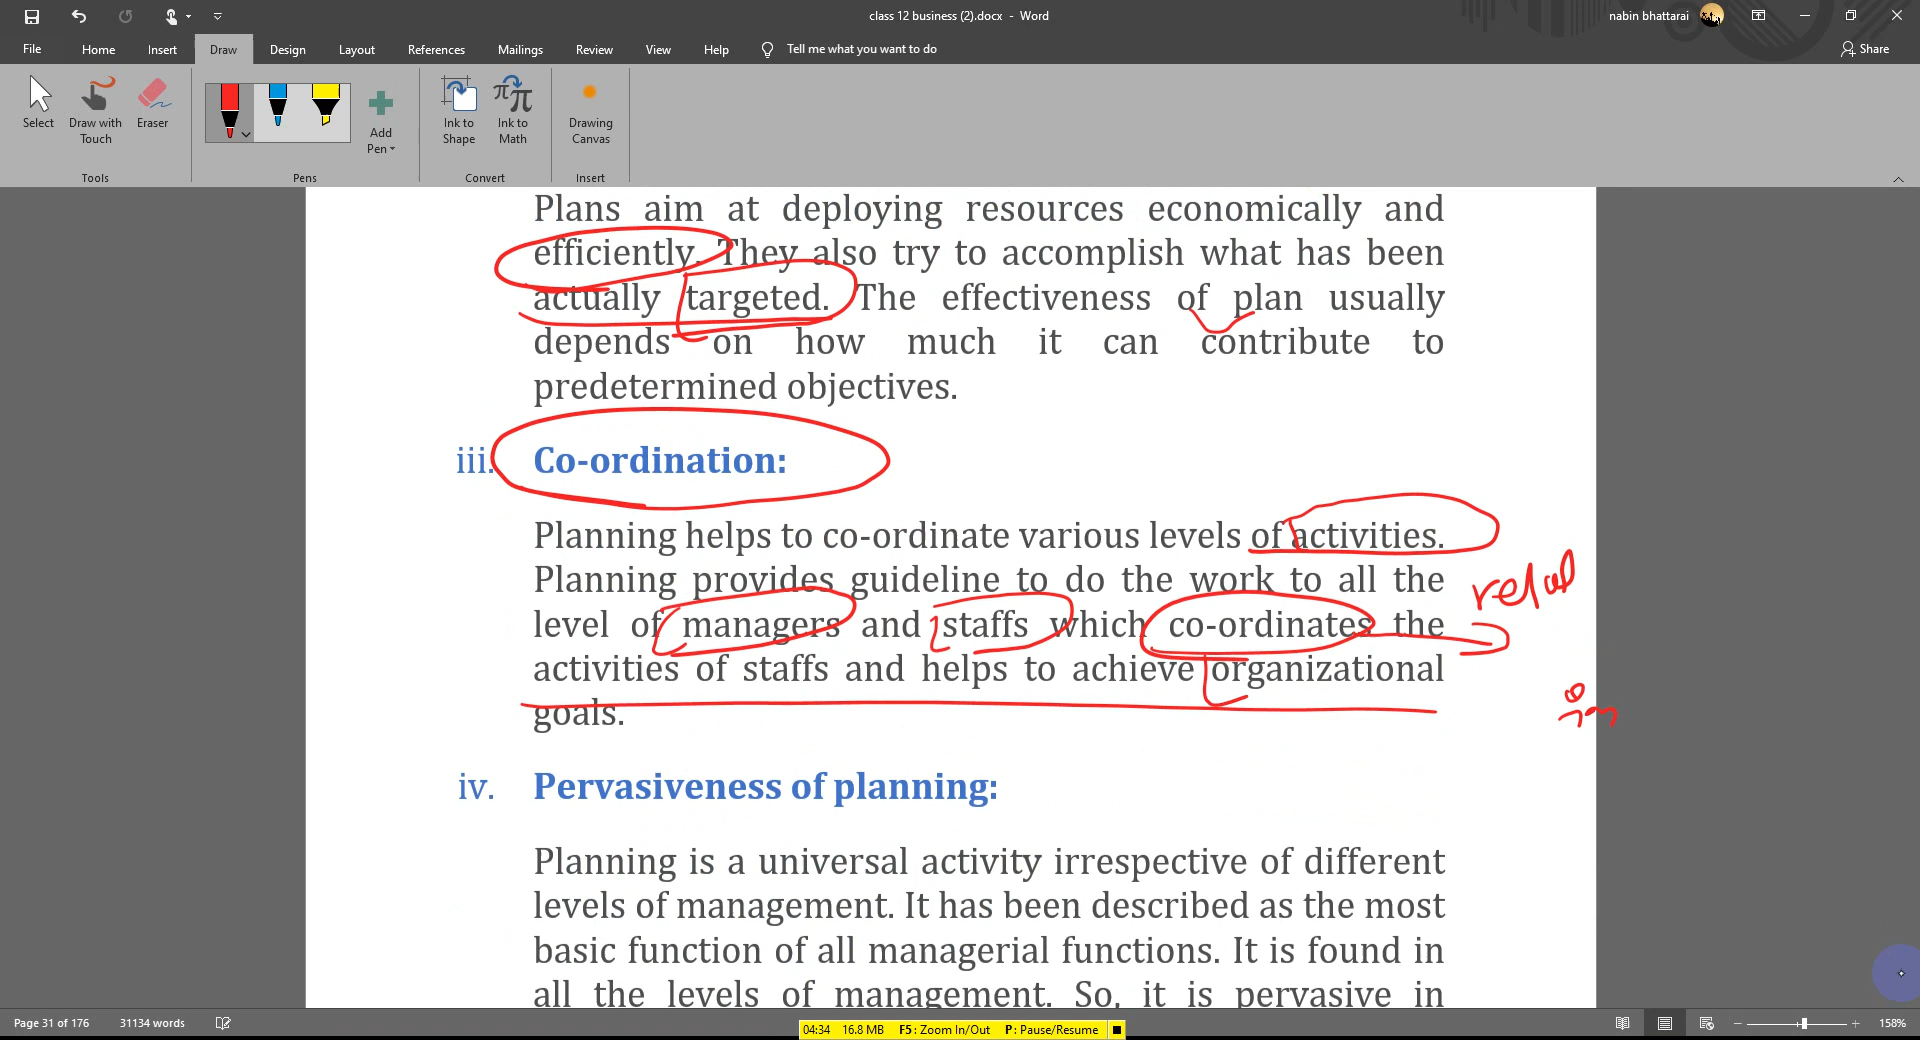 class 12 business (2).docx - Word
nabin bhattarai
File Home Insert Draw Design Layout References Mailings Review View Help Tell me what you want to do
Share
Select Draw with Touch Eraser
Add Pen
Ink to Shape Ink to Math
Drawing Canvas
Tools Pens Convert Insert
Plans aim at deploying resources economically and
efficiently. They also try to accomplish what has been
actually targeted. The effectiveness of plan usually
depends on how much it can contribute to
predetermined objectives.
iii. Co-ordination:
Planning helps to co-ordinate various levels of activities.
Planning provides guideline to do the work to all the
level of managers and staffs which co-ordinates the
activities of staffs and helps to achieve organizational
goals.
iv. Pervasiveness of planning:
Planning is a universal activity irrespective of different
levels of management. It has been described as the most
basic function of all managerial functions. It is found in
all the levels of management. So, it is pervasive in
Page 31 of 176 31134 words
04:34 16.8 MB F5: Zoom In/Out P: Pause/Resume
158%